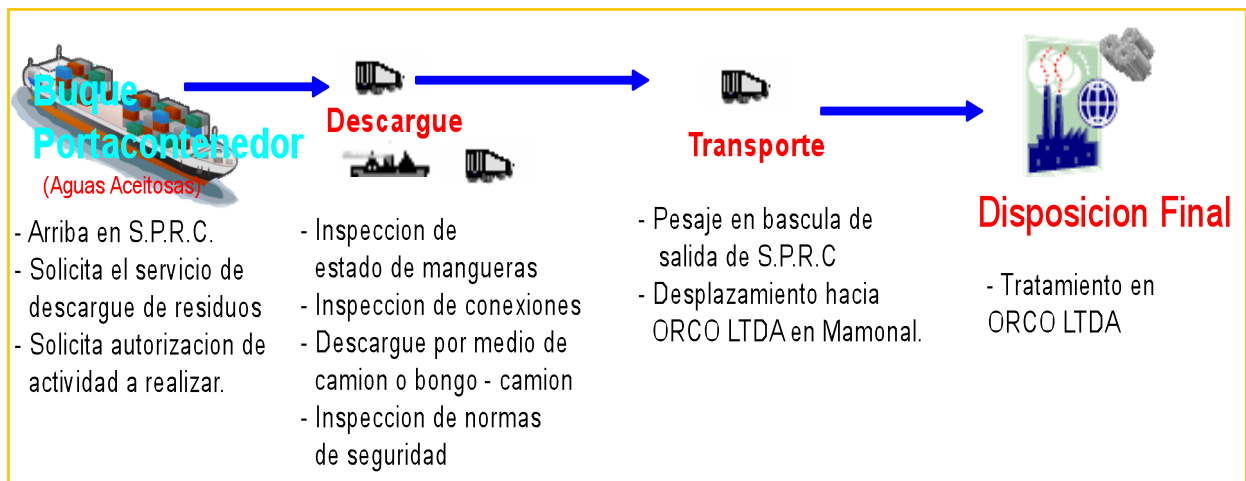 Buque
Portacontenedor
(Aguas Aceitosas)
- Arriba en S.P.R.C.
- Solicita el servicio de
descargue de residuos
- Solicita autorizacion de
actividad a realizar.
Descargue
- Inspeccion de
estado de mangueras
- Inspeccion de conexiones
- Descargue por medio de
camion o bongo - camion
- Inspeccion de normas
de seguridad
Transporte
- Pesaje en bascula de
salida de S.P.R.C
- Desplazamiento hacia
ORCO LTDA en Mamonal.
Disposicion Final
- Tratamiento en
ORCO LTDA